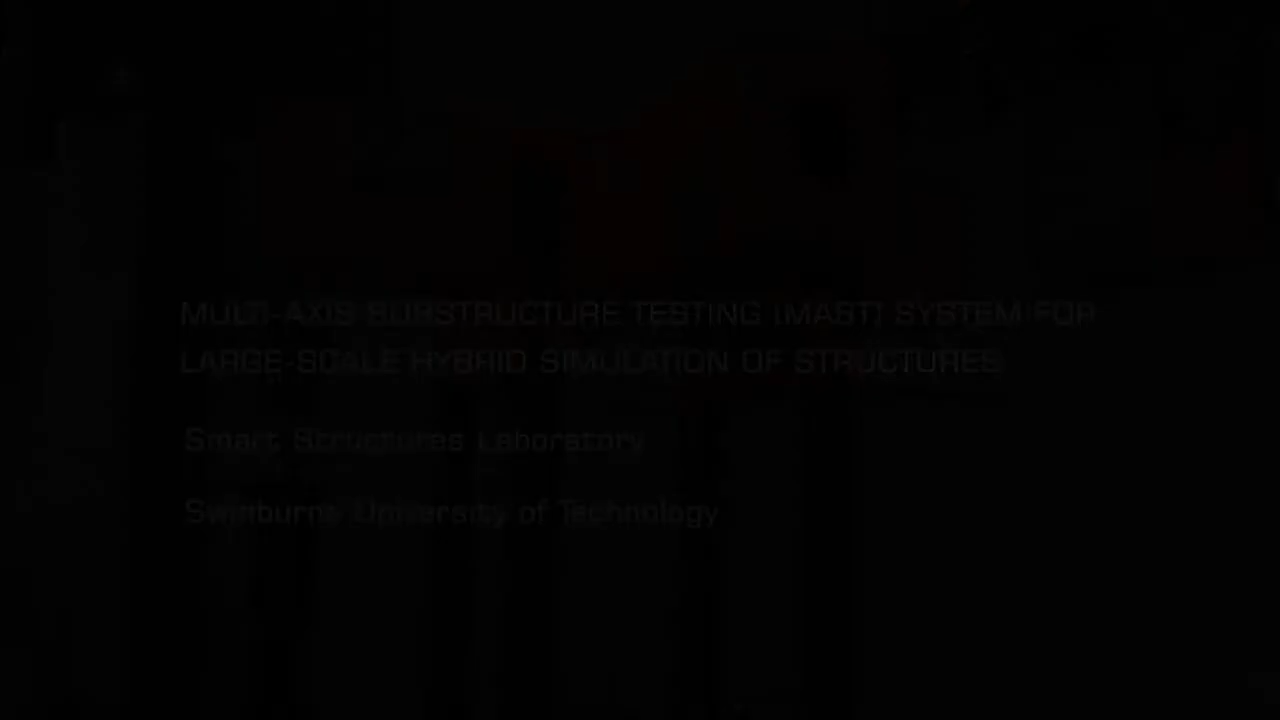 MULTI-AXIS SUBSTRUCTURE TESTING (MAST) SYSTEM FOR
LARGE-SCALE HYBRID SIMULATION OF STRUCTURES
Smart Structures Laboratory
Swinburne University of Technology